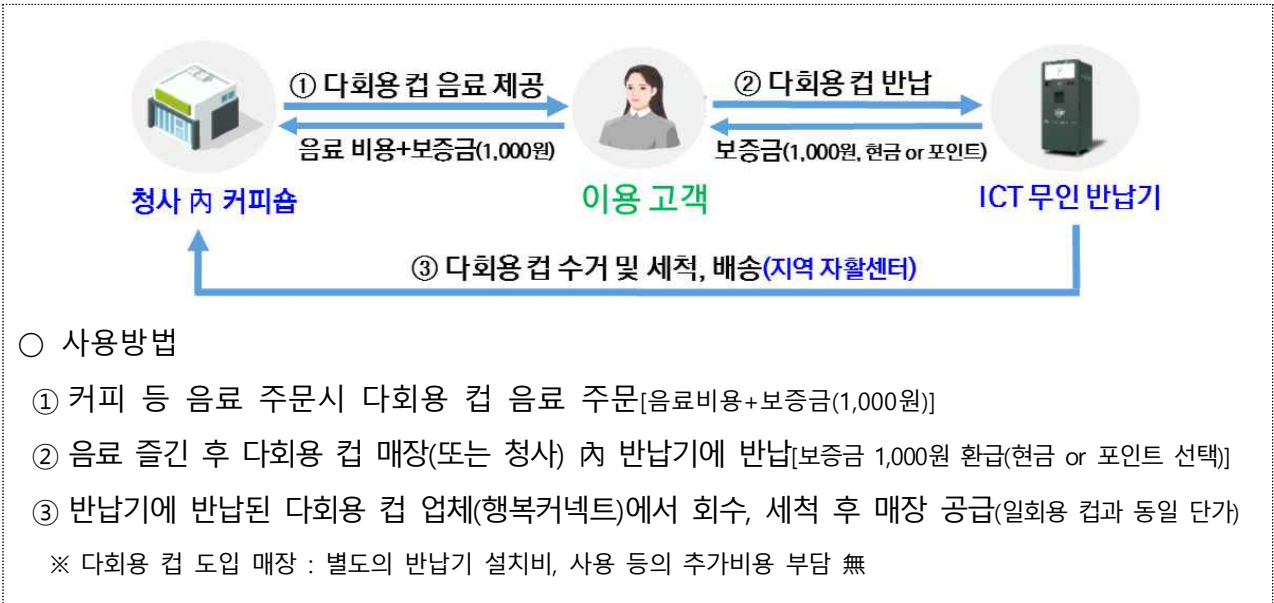 ① 다회용 컵 음료 제공
② 다회용 컵 반납
음료 비용+보증금(1,000원)
보증금(1,000원, 현금 or 포인트)
청사 內 커피숍
이용 고객
ICT 무인 반납기
③ 다회용 컵 수거 및 세척, 배송(지역 자활센터)
○ 사용방법
① 커피 등 음료 주문시 다회용 컵 음료 주문[음료비용+보증금(1,000원)]
② 음료 즐긴 후 다회용 컵 매장(또는 청사) 內 반납기에 반납[보증금 1,000원 환급(현금 or 포인트 선택)]
③ 반납기에 반납된 다회용 컵 업체(행복커넥트)에서 회수, 세척 후 매장 공급(일회용 컵과 동일 단가)
※ 다회용 컵 도입 매장 : 별도의 반납기 설치비, 사용 등의 추가비용 부담 無